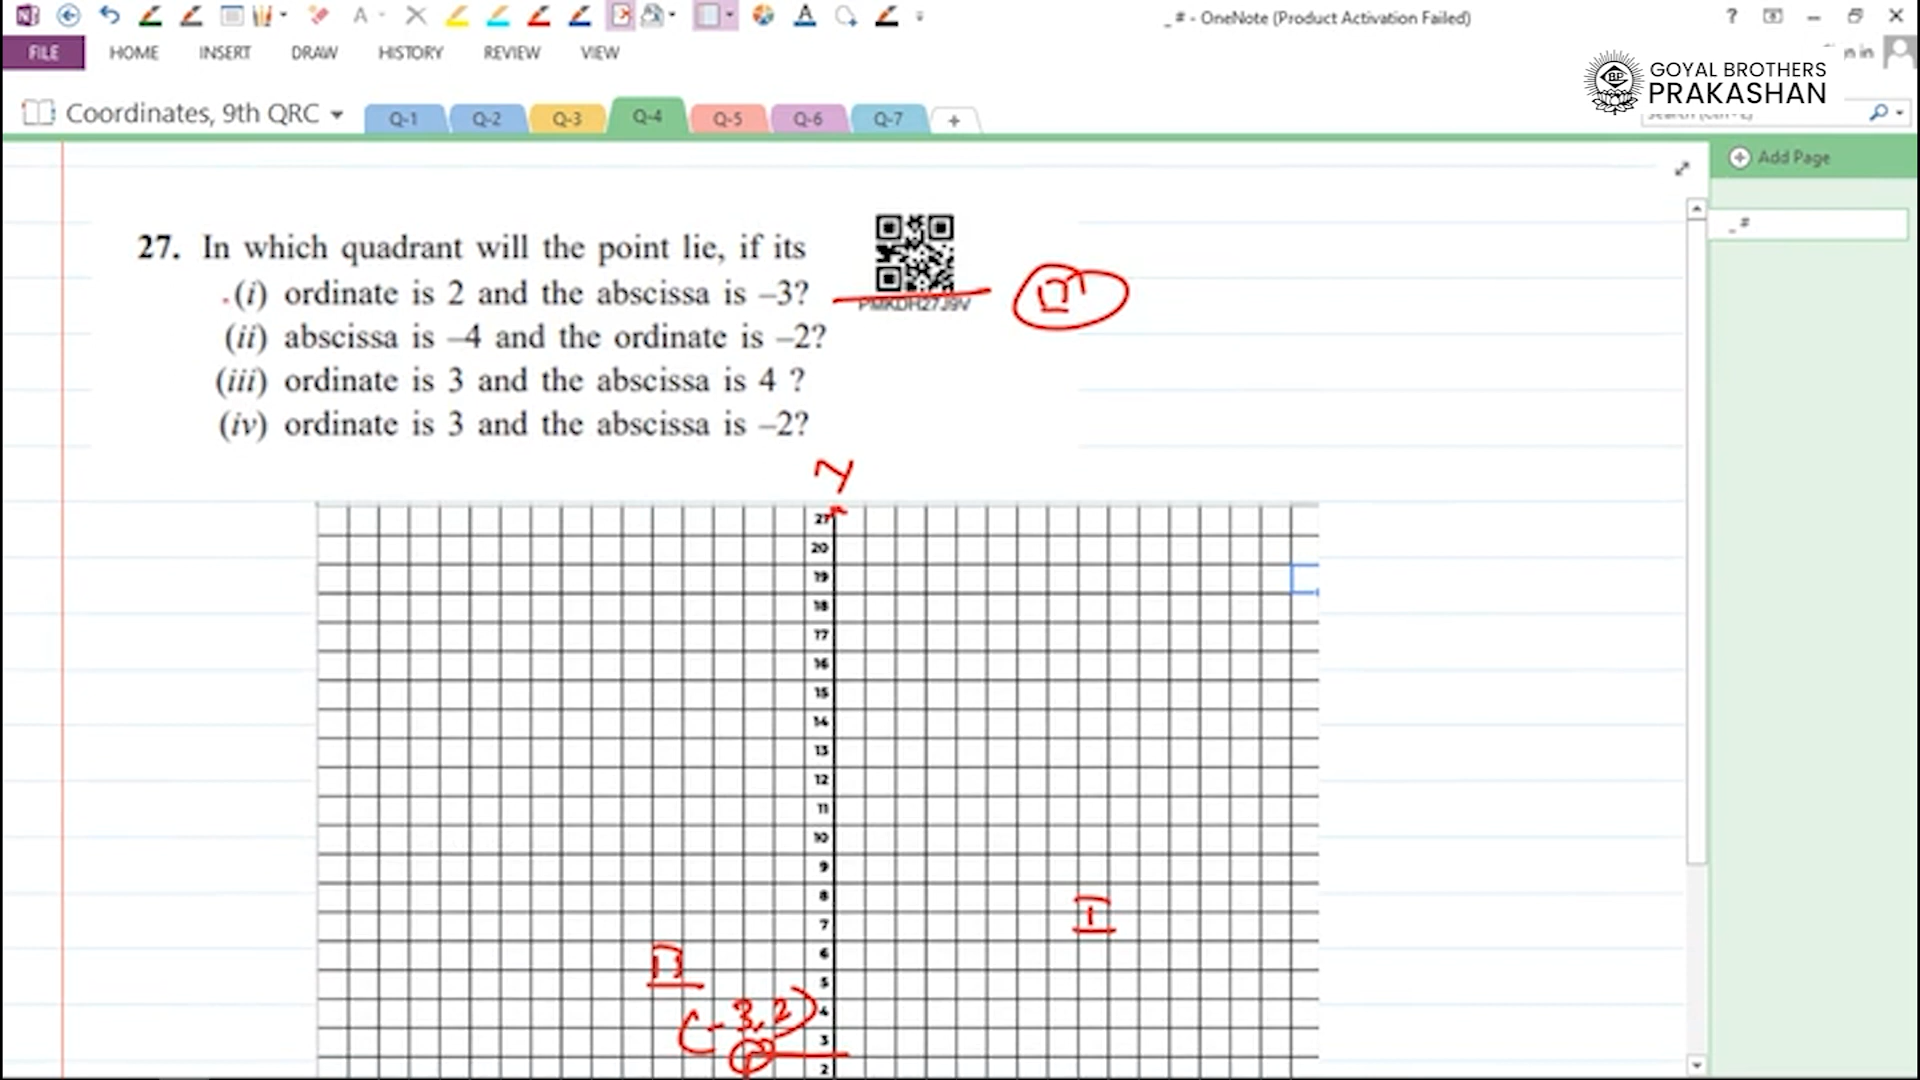 _ # - OneNote (Product Activation Failed)
FILE HOME INSERT DRAW HISTORY REVIEW VIEW
GOYAL BROTHERS
PRAKASHAN
Coordinates, 9th QRC
Q-1 Q-2 Q-3 Q-4 Q-5 Q-6 Q-7 +
Add Page
_ #
27. In which quadrant will the point lie, if its
(i) ordinate is 2 and the abscissa is –3?
II
(ii) abscissa is –4 and the ordinate is –2?
(iii) ordinate is 3 and the abscissa is 4 ?
(iv) ordinate is 3 and the abscissa is –2?
Y
20
19
18
17
16
15
14
13
12
11
10
9
8
I
7
6
II
5
(-3, 2)
4
3
2